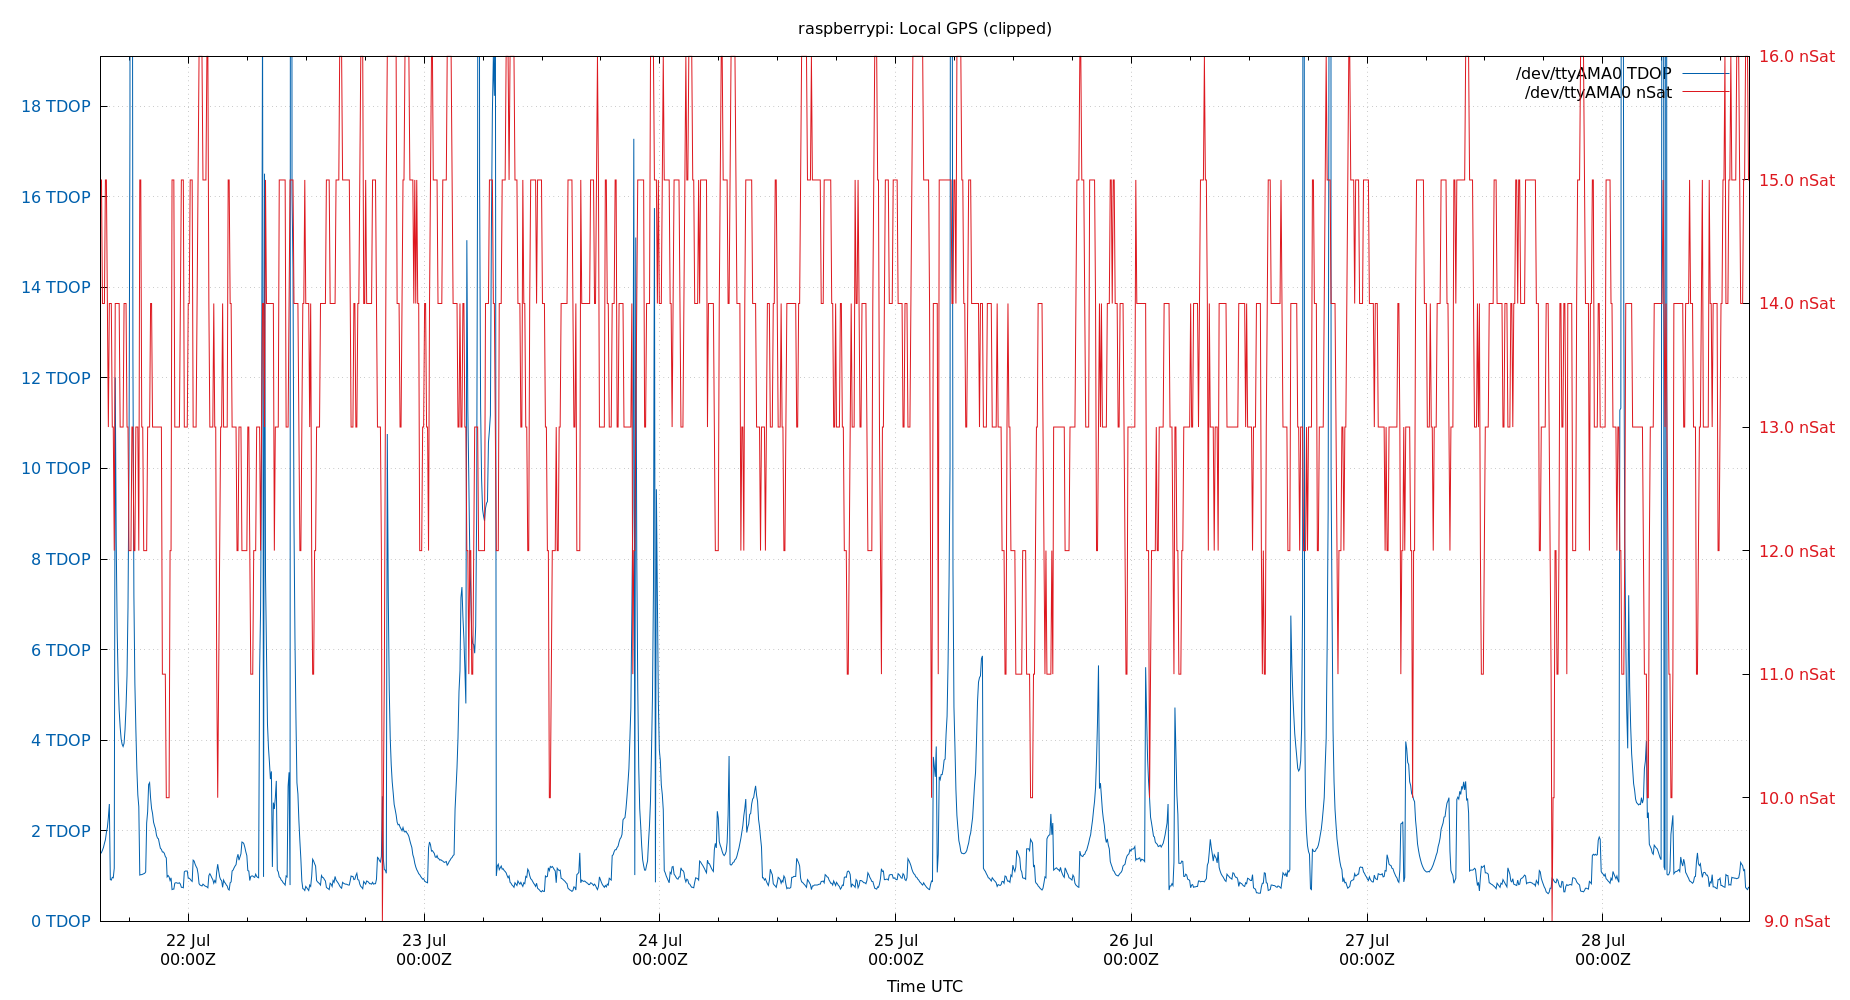 raspberrypi: Local GPS (clipped)
16.0 nSat
/dev/ttyAMA0 TDOP
/dev/ttyAMA0 nSat
18 TDOP
15.0 nSat
16 TDOP
14 TDOP
14.0 nSat
12 TDOP
13.0 nSat
10 TDOP
12.0 nSat
8 TDOP
6 TDOP
11.0 nSat
4 TDOP
10.0 nSat
2 TDOP
0 TDOP
9.0 nSat
22 Jul 23 Jul 24 Jul 25 Jul 26 Jul 27 Jul 28 Jul
00:00Z 00:00Z 00:00Z 00:00Z 00:00Z 00:00Z 00:00Z
Time UTC